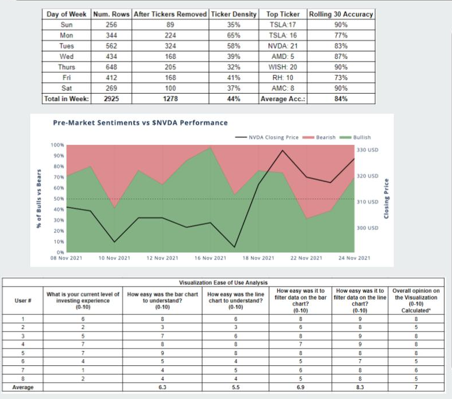 Day of Week Num. Rows After Tickers Removed Ticker Density Top Ticker Rolling 30 Accuracy
Sun 256 89 35% TSLA:17 90%
Mon 344 224 65% TSLA: 16 77%
Tues 562 324 58% NVDA: 21 83%
Wed 434 168 39% AMD: 5 87%
Thurs 648 205 32% WISH: 20 90%
Fri 412 168 41% RH: 10 73%
Sat 269 100 37% AMC: 8 90%
Total in Week: 2925 1278 44% Average Acc.: 84%
Pre-Market Sentiments vs $NVDA Performance
NVDA Closing Price Bearish Bullish
% of Bulls vs Bears
100%
90%
80%
70%
60%
50%
40%
30%
20%
10%
0%
330 USD
320 USD
310 USD
300 USD
Closing Price
08 Nov 2021 10 Nov 2021 12 Nov 2021 14 Nov 2021 16 Nov 2021 18 Nov 2021 22 Nov 2021 24 Nov 2021
Visualization Ease of Use Analysis
User # What is your current level of investing experience (0-10) How easy was the bar chart to understand? (0-10) How easy was the line chart to understand? (0-10) How easy was it to filter data on the bar chart? (0-10) How easy was it to filter data on the line chart? (0-10) Overall opinion on the Visualization (0-10) Calculated*
1 6 8 6 8 9 8
2 2 3 3 6 8 5
3 5 7 6 8 9 8
4 7 8 8 7 9 8
5 7 9 8 8 8 8
6 4 5 4 5 7 5
7 1 4 5 6 8 6
8 2 4 4 5 8 5
Average 6.3 5.5 6.9 8.3 7